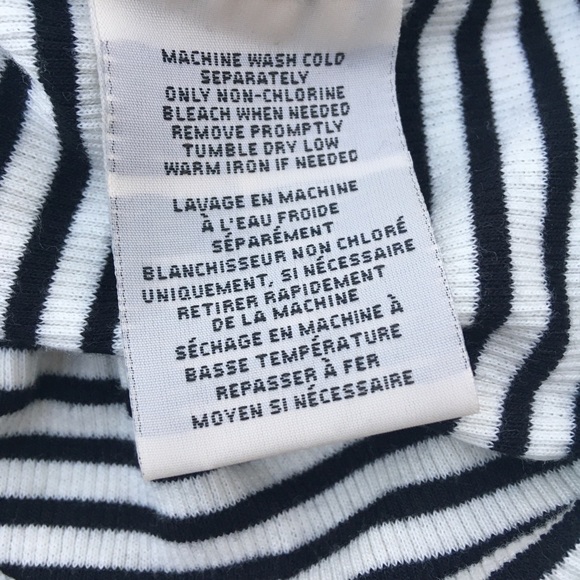 MACHINE WASH COLD
SEPARATELY
ONLY NON-CHLORINE
BLEACH WHEN NEEDED
REMOVE PROMPTLY
TUMBLE DRY LOW
WARM IRON IF NEEDED
LAVAGE EN MACHINE
À L'EAU FROIDE
SÉPARÉMENT
BLANCHISSEUR NON CHLORÉ
UNIQUEMENT, SI NÉCESSAIRE
RETIRER RAPIDEMENT
DE LA MACHINE
SÉCHAGE EN MACHINE À
BASSE TEMPÉRATURE
REPASSER À FER
MOYEN SI NÉCESSAIRE